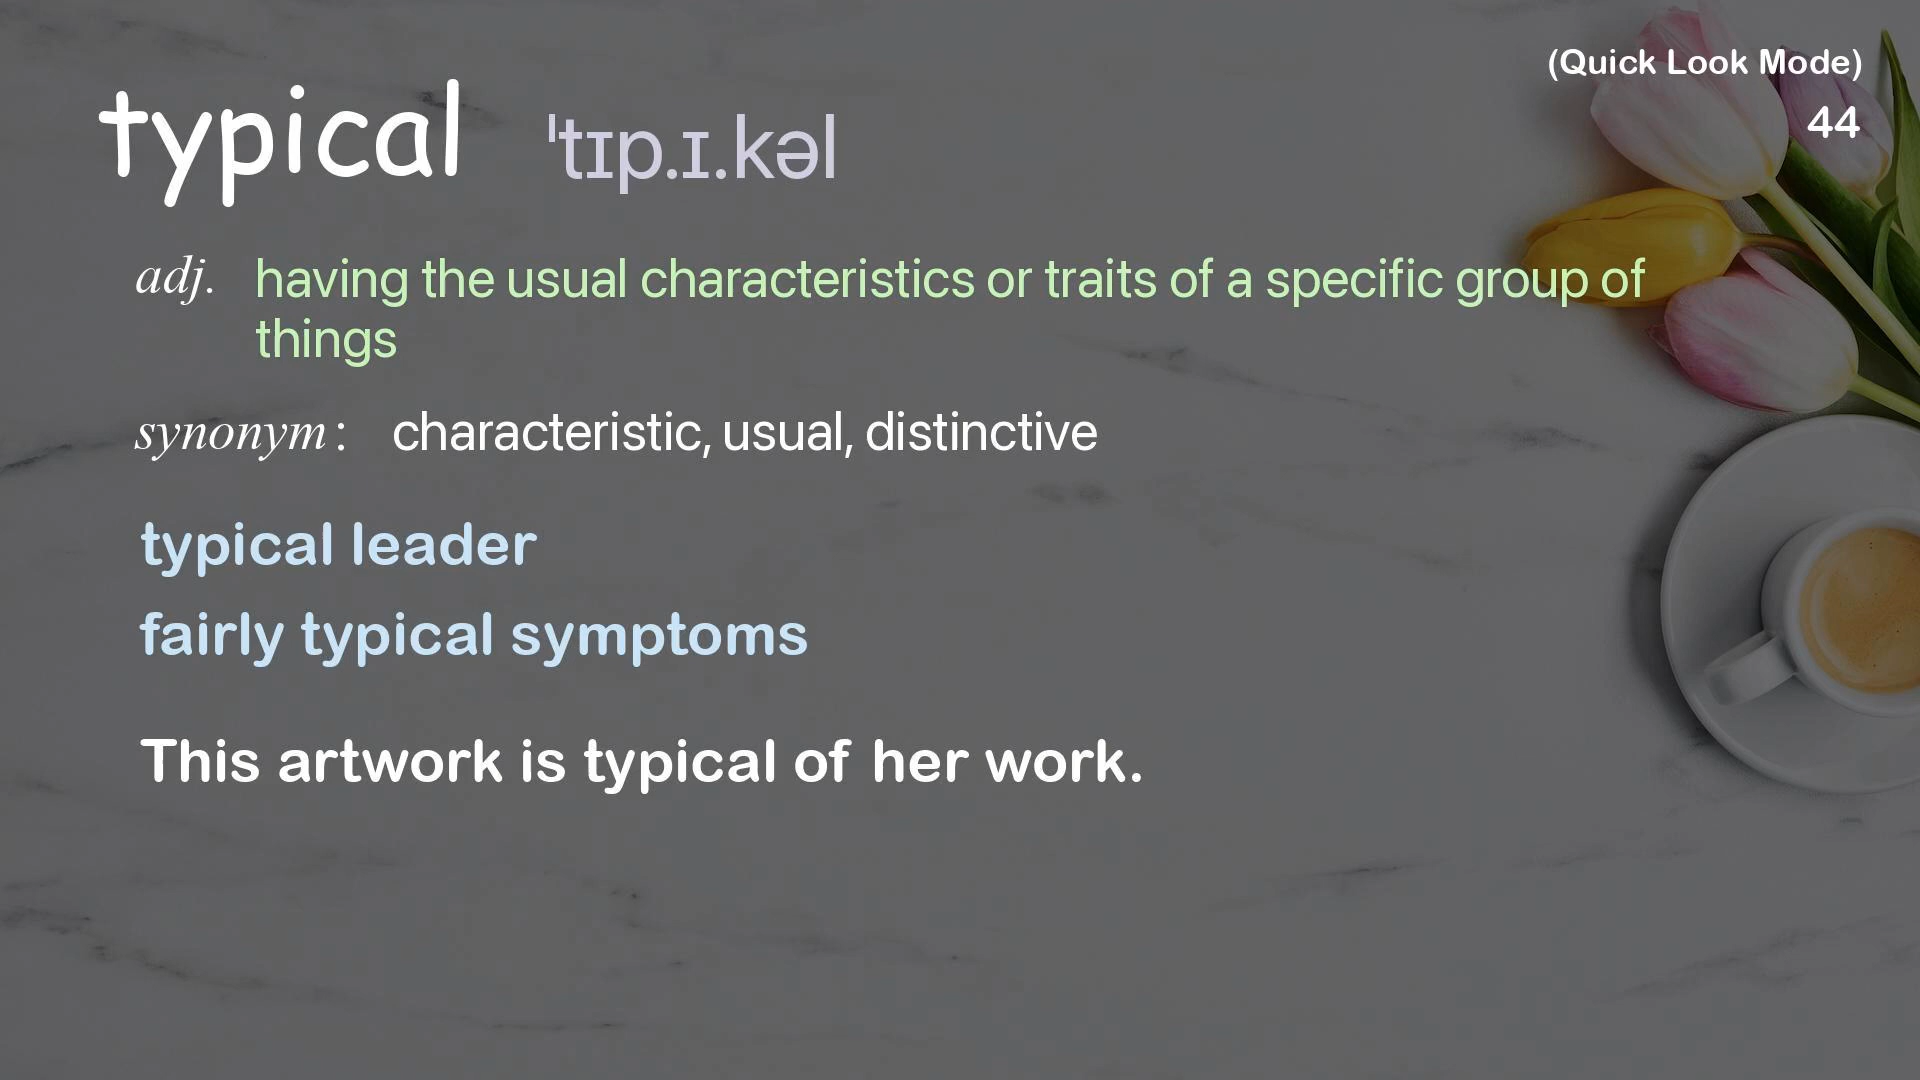 (Quick Look Mode)
44
typical ˈtɪp.ɪ.kəl
adj. having the usual characteristics or traits of a specific group of
things
synonym : characteristic, usual, distinctive
typical leader
fairly typical symptoms
This artwork is typical of her work.